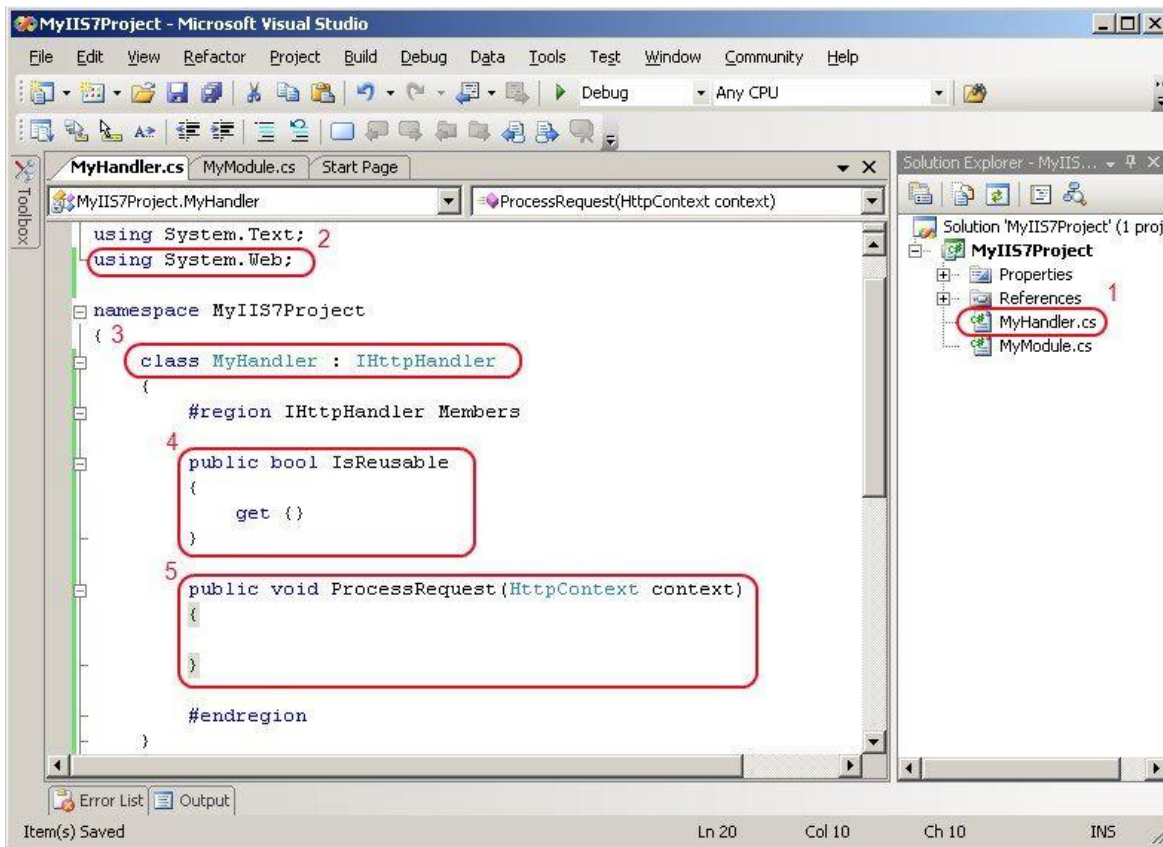 MyIIS7Project - Microsoft Visual Studio
File Edit View Refactor Project Build Debug Data Tools Test Window Community Help
Debug Any CPU
Toolbox
MyHandler.cs MyModule.cs Start Page
MyIIS7Project.MyHandler ProcessRequest(HttpContext context)
using System.Text; 2
using System.Web;
namespace MyIIS7Project
{ 3
class MyHandler : IHttpHandler
{
#region IHttpHandler Members
4
public bool IsReusable
{
get {}
}
5
public void ProcessRequest(HttpContext context)
{
}
#endregion
}
Solution Explorer - MyIIS...
Solution 'MyIIS7Project' (1 proj
MyIIS7Project
Properties
References 1
MyHandler.cs
MyModule.cs
Error List Output
Item(s) Saved Ln 20 Col 10 Ch 10 INS